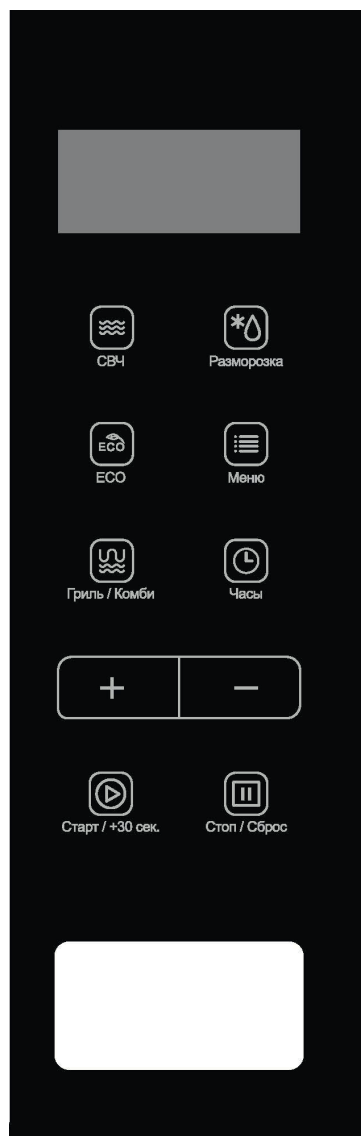 СВЧ
Разморозка
ECO
ECO
Меню
Гриль / Комби
Часы
+ −
Старт / +30 сек.
Стоп / Сброс